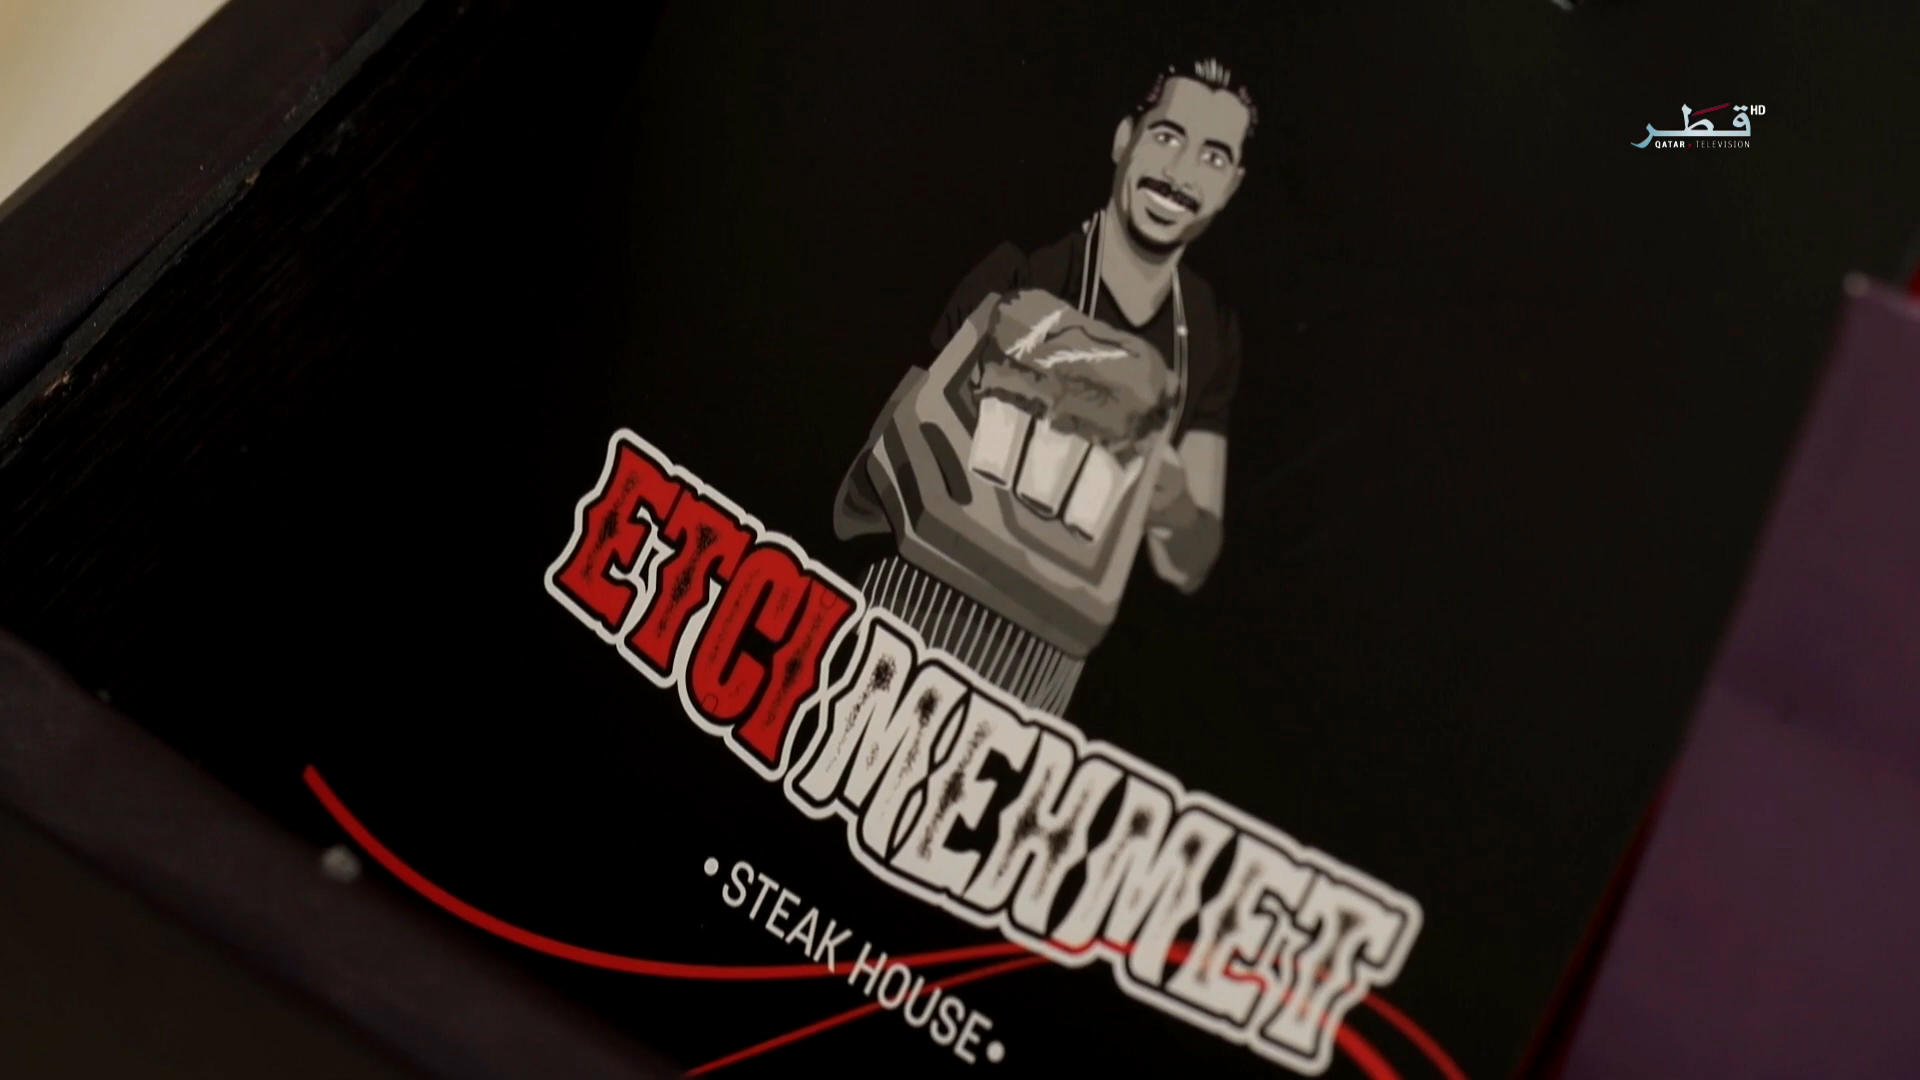 قطر HD
QATAR TELEVISION
ETCI MEHMET
• STEAK HOUSE •